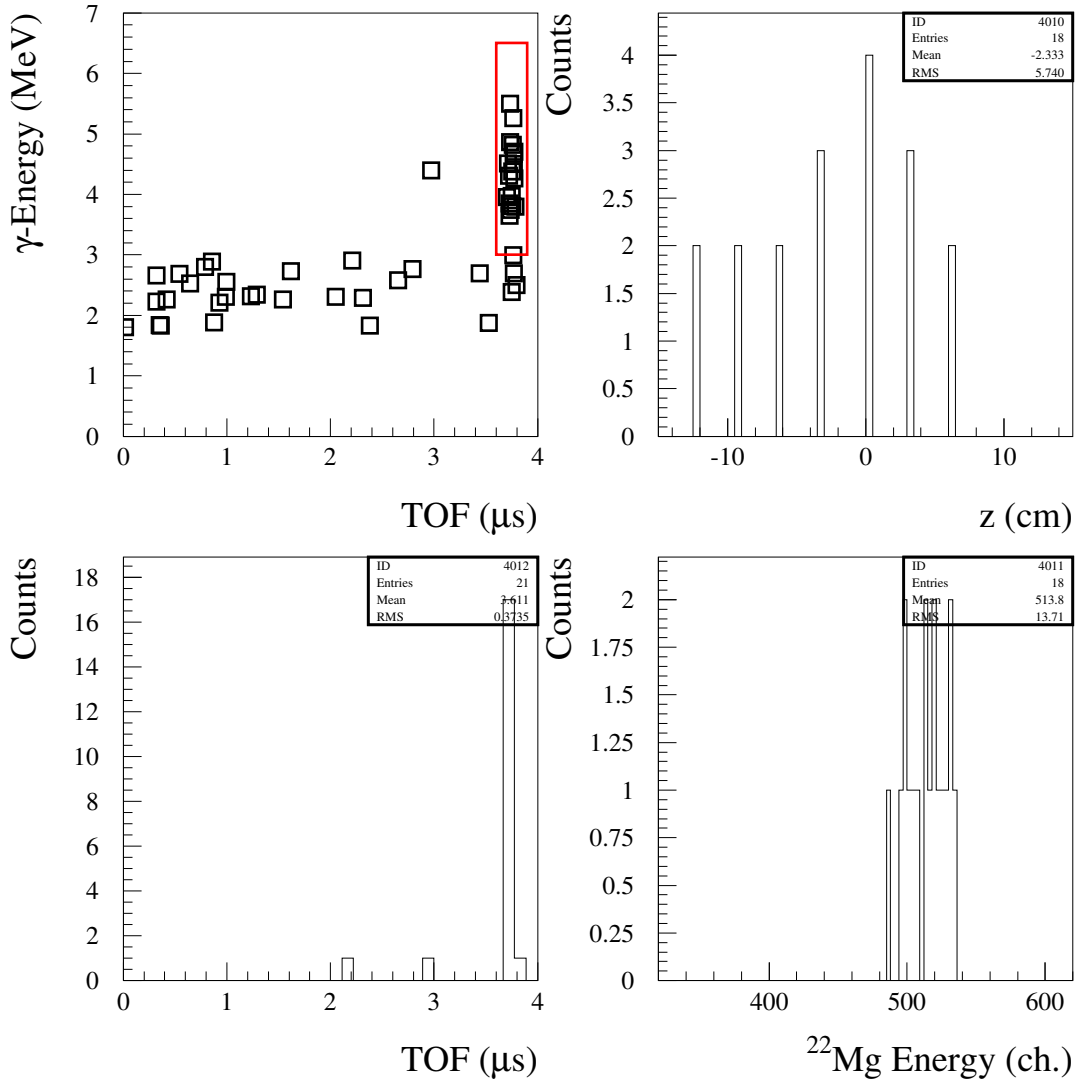 γ-Energy (MeV)
7
6
5
4
3
2
1
0
0 1 2 3 4
TOF (μs)
Counts
4
3.5
3
2.5
2
1.5
1
0.5
0
-10 0 10
z (cm)
ID 4010
Entries 18
Mean -2.333
RMS 5.740
Counts
18
16
14
12
10
8
6
4
2
0
0 1 2 3 4
TOF (μs)
ID 4012
Entries 21
Mean 3.611
RMS 0.3735
Counts
2
1.75
1.5
1.25
1
0.75
0.5
0.25
0
400 500 600
²²Mg Energy (ch.)
ID 4011
Entries 18
Mean 513.8
RMS 13.71